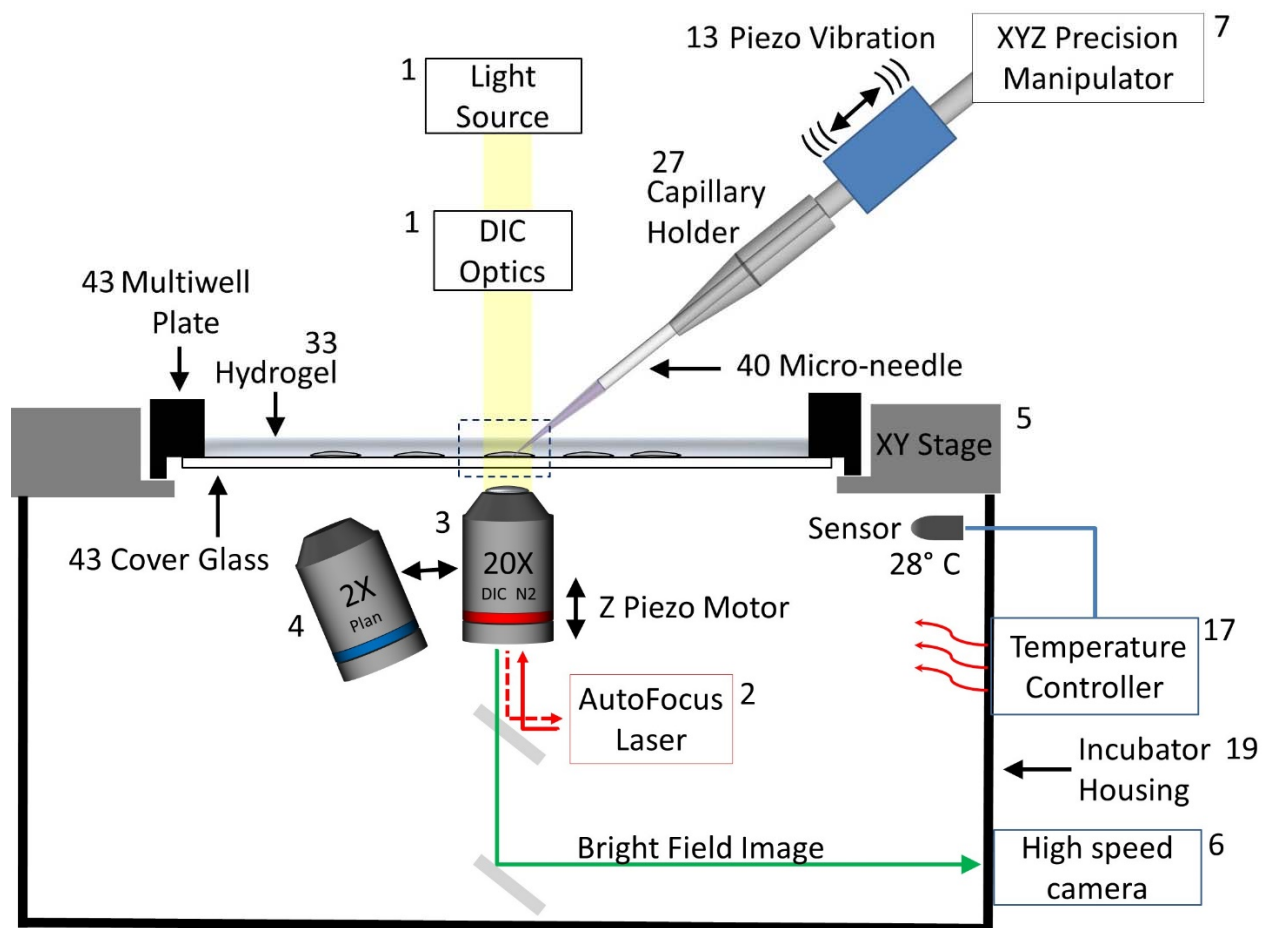 13 Piezo Vibration
XYZ Precision
Manipulator
7
1
Light
Source
27
Capillary
Holder
1
DIC
Optics
43 Multiwell
Plate
33
Hydrogel
40 Micro-needle
XY Stage
5
43 Cover Glass
3
20X
DIC N2
Sensor
28° C
2X
Plan
4
Z Piezo Motor
Temperature
Controller
17
AutoFocus
Laser
2
Incubator
Housing
19
Bright Field Image
High speed
camera
6